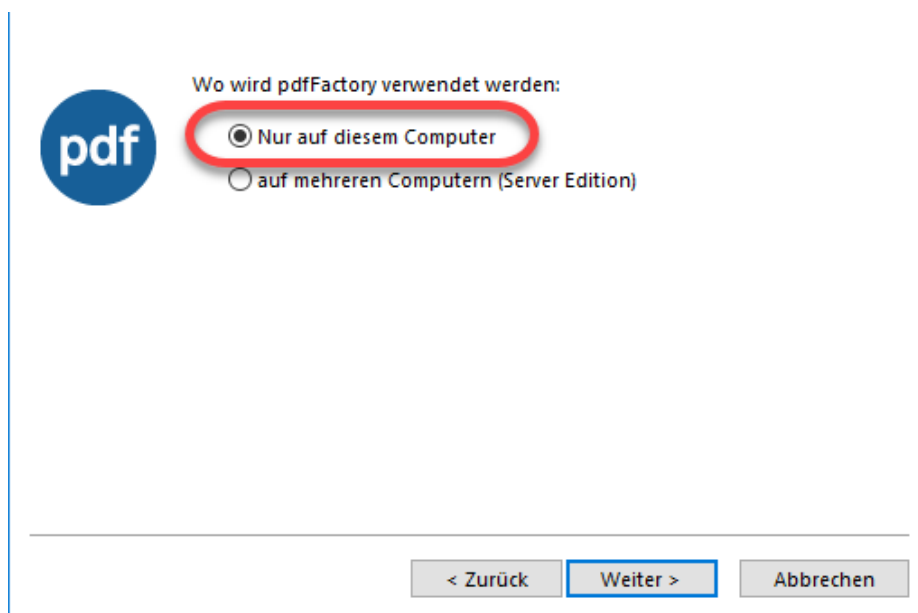 Wo wird pdfFactory verwendet werden:
pdf
Nur auf diesem Computer
auf mehreren Computern (Server Edition)
< Zurück
Weiter >
Abbrechen